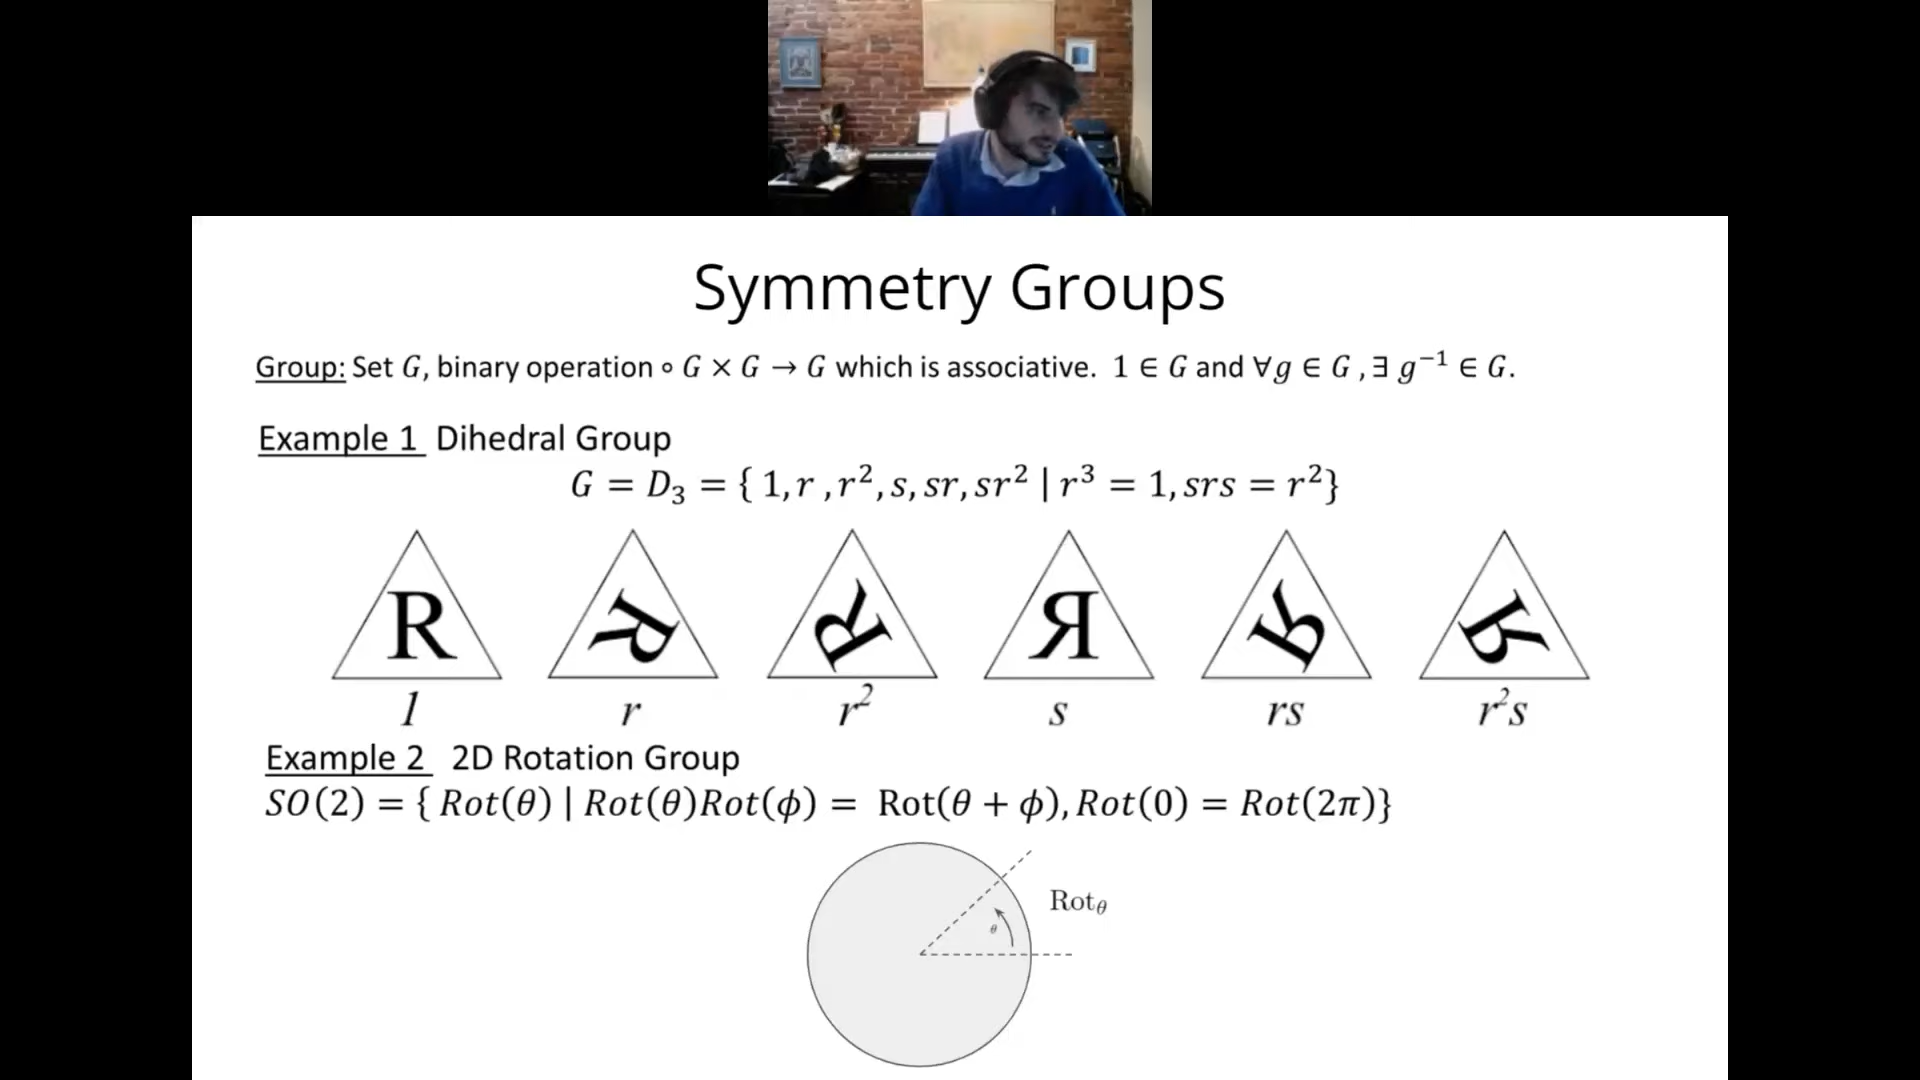 Symmetry Groups
Group: Set G, binary operation ∘ G × G → G which is associative. 1 ∈ G and ∀g ∈ G , ∃ g⁻¹ ∈ G.
Example 1 Dihedral Group
G = D₃ = { 1, r , r², s, sr, sr² | r³ = 1, srs = r²}
R R R R R R
1 r r² s rs r²s
Example 2 2D Rotation Group
SO(2) = { Rot(θ) | Rot(θ)Rot(ϕ) = Rot(θ + ϕ), Rot(0) = Rot(2π)}
Rot_θ
θ